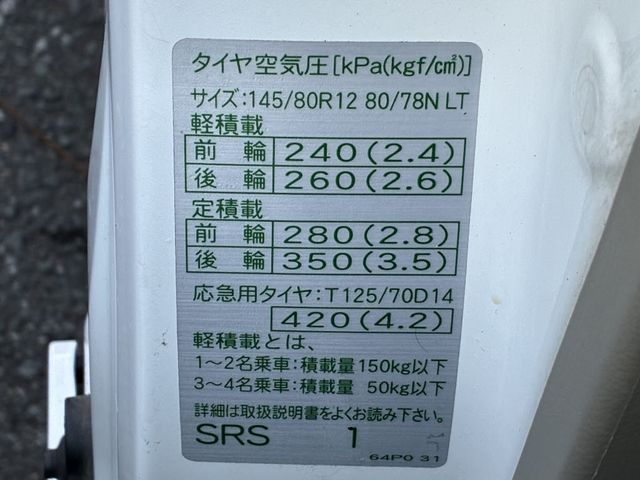 タイヤ空気圧[kPa(kgf/c㎡)]
サイズ:145/80R12 80/78N LT
軽積載
前輪 240(2.4)
後輪 260(2.6)
定積載
前輪 280(2.8)
後輪 350(3.5)
応急用タイヤ:T125/70D14
420(4.2)
軽積載とは、
1～2名乗車:積載量150kg以下
3～4名乗車:積載量 50kg以下
詳細は取扱説明書をよくお読み下さい。
SRS 1
64P0 31